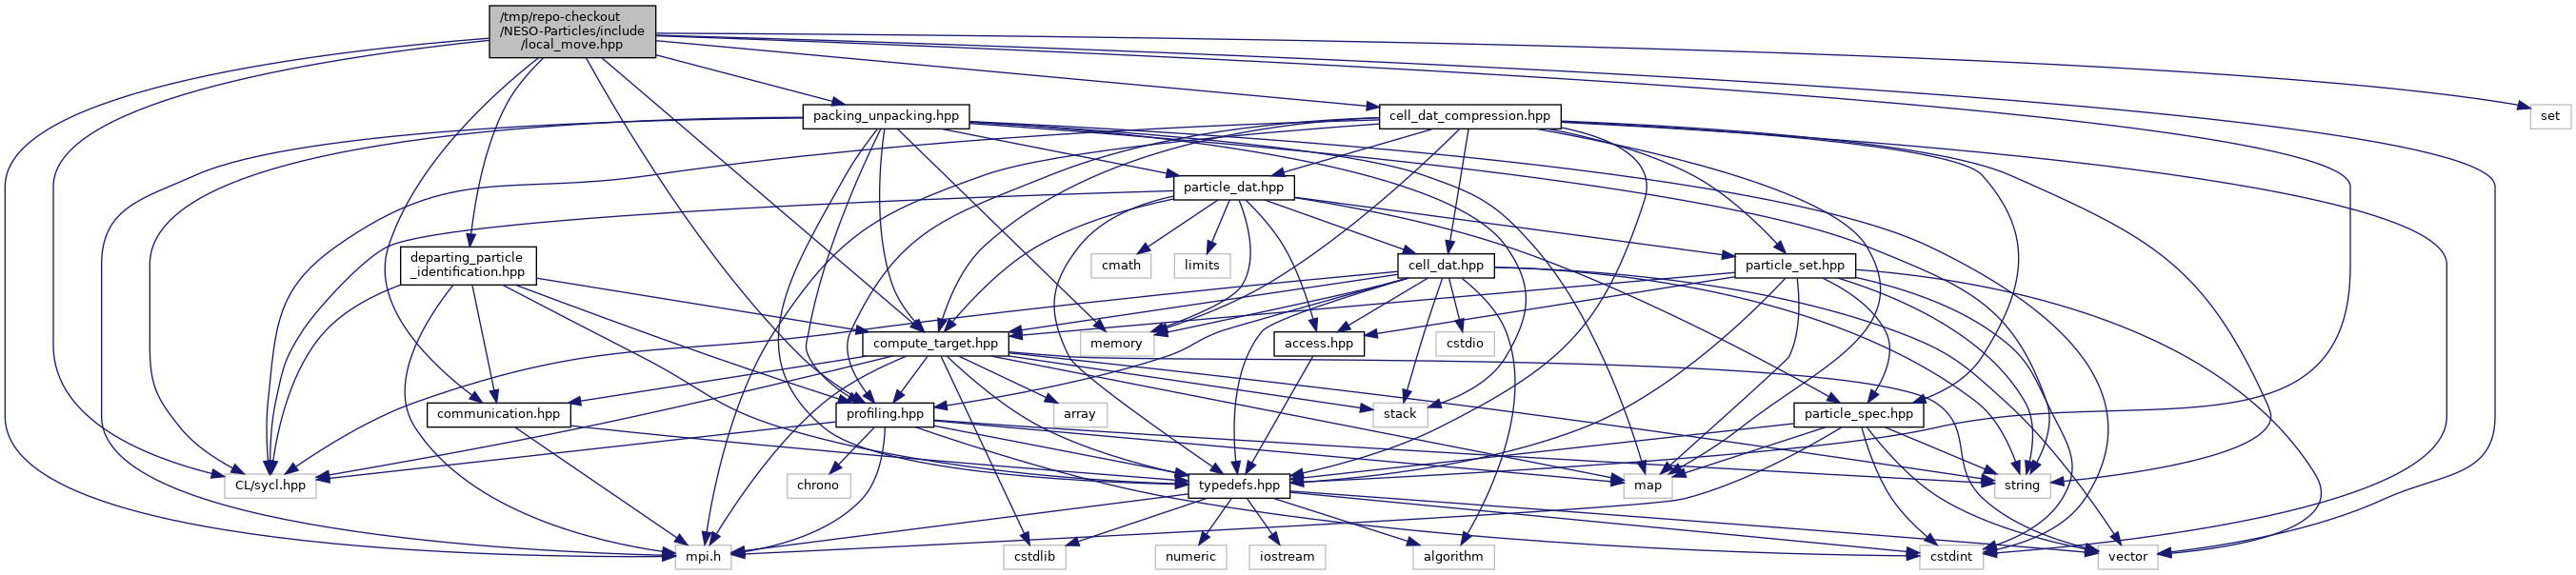 /tmp/repo-checkout
/NESO-Particles/include
/local_move.hpp
packing_unpacking.hpp
cell_dat_compression.hpp
set
particle_dat.hpp
departing_particle
_identification.hpp
cmath
limits
cell_dat.hpp
particle_set.hpp
compute_target.hpp
memory
access.hpp
cstdio
communication.hpp
profiling.hpp
array
stack
particle_spec.hpp
CL/sycl.hpp
chrono
typedefs.hpp
map
string
mpi.h
cstdlib
numeric
iostream
algorithm
cstdint
vector